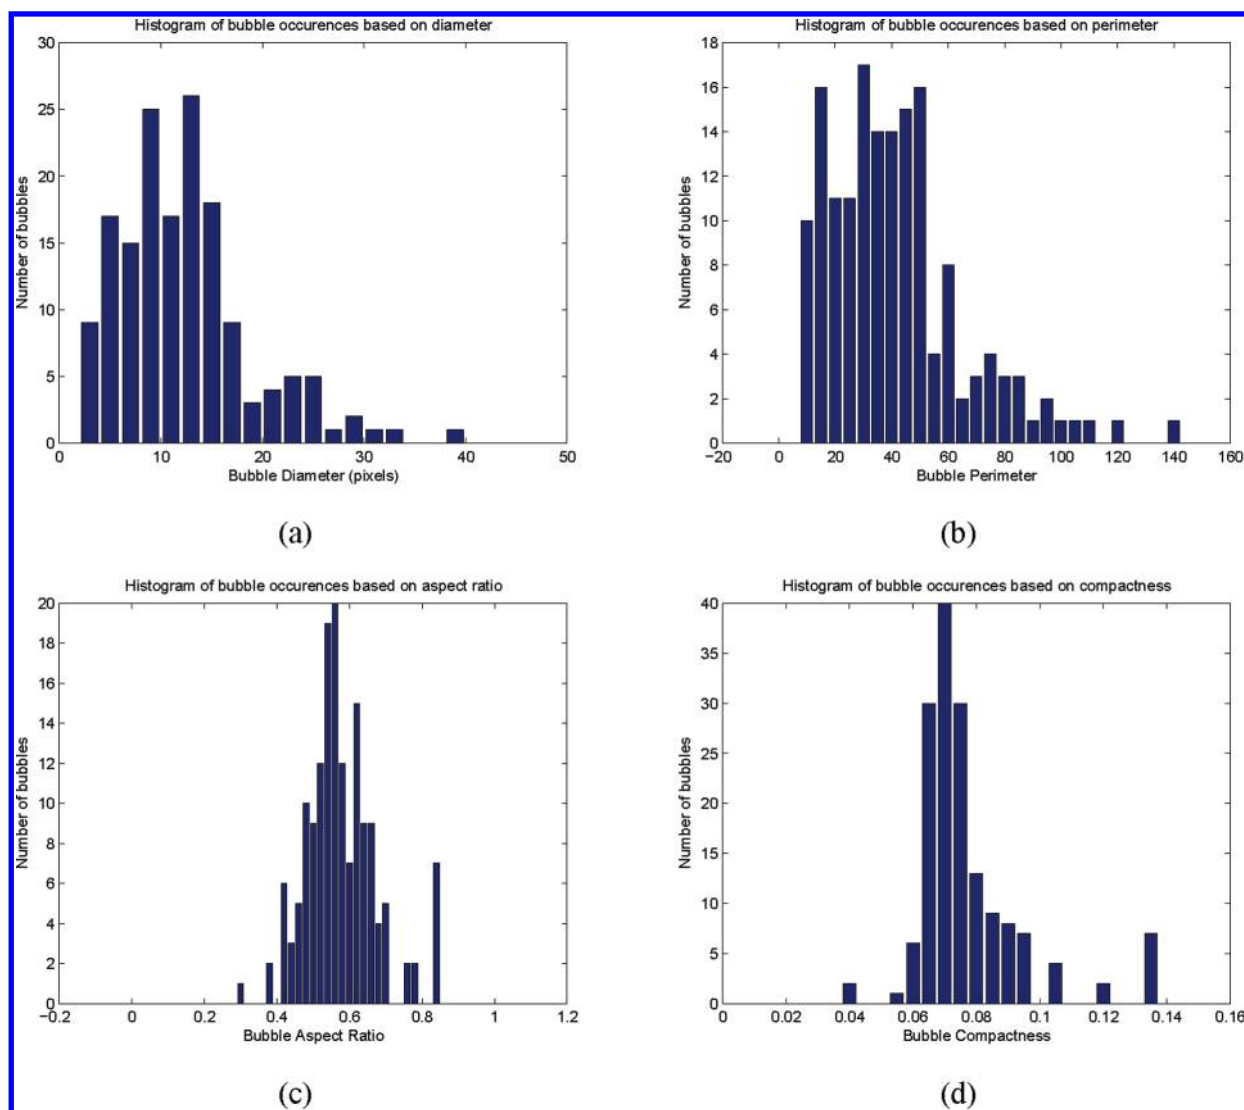 Histogram of bubble occurences based on diameter
30
25
20
15
10
5
0
Number of bubbles
0 10 20 30 40 50
Bubble Diameter (pixels)
(a)
Histogram of bubble occurences based on perimeter
18
16
14
12
10
8
6
4
2
0
Number of bubbles
−20 0 20 40 60 80 100 120 140 160
Bubble Perimeter
(b)
Histogram of bubble occurences based on aspect ratio
20
18
16
14
12
10
8
6
4
2
0
Number of bubbles
−0.2 0 0.2 0.4 0.6 0.8 1 1.2
Bubble Aspect Ratio
(c)
Histogram of bubble occurences based on compactness
40
35
30
25
20
15
10
5
0
Number of bubbles
0 0.02 0.04 0.06 0.08 0.1 0.12 0.14 0.16
Bubble Compactness
(d)